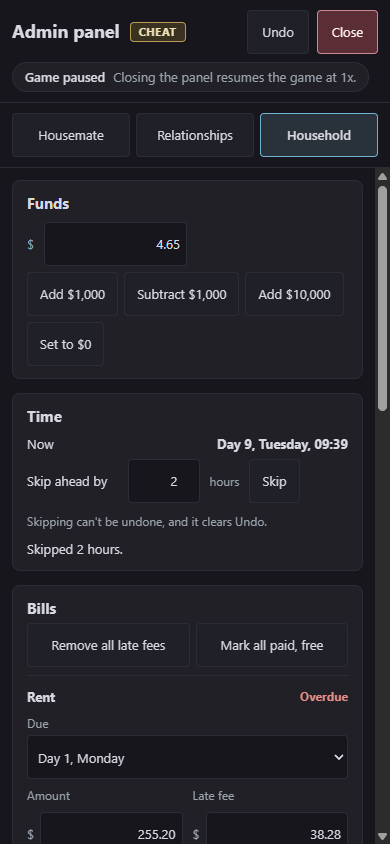 Admin panel CHEAT Undo Close
Game paused Closing the panel resumes the game at 1x.
Housemate Relationships Household
Funds
$ 4.65
Add $1,000 Subtract $1,000 Add $10,000
Set to $0
Time
Now Day 9, Tuesday, 09:39
Skip ahead by 2 hours Skip
Skipping can't be undone, and it clears Undo.
Skipped 2 hours.
Bills
Remove all late fees Mark all paid, free
Rent Overdue
Due
Day 1, Monday
Amount Late fee
$ 255.20 $ 38.28